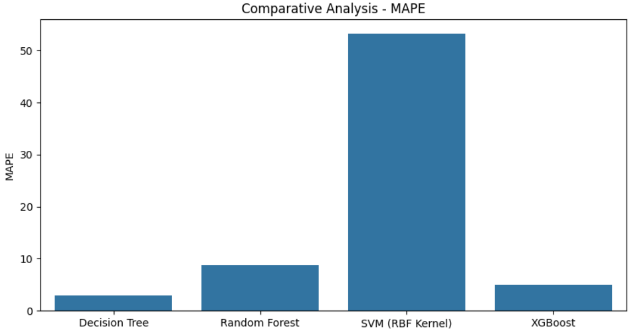 Comparative Analysis - MAPE
MAPE
50
40
30
20
10
0
Decision Tree
Random Forest
SVM (RBF Kernel)
XGBoost